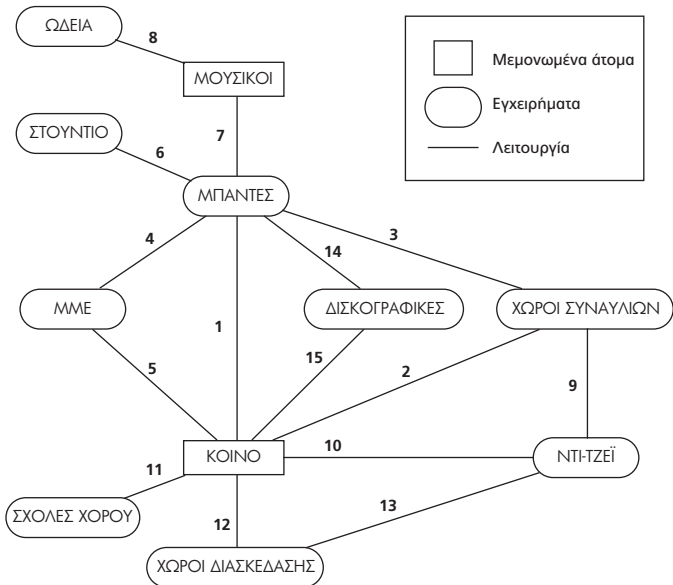 ΩΔΕΙΑ
8
ΜΟΥΣΙΚΟΙ
Μεμονωμένα άτομα
Εγχειρήματα
Λειτουργία
ΣΤΟΥΝΤΙΟ
7
6
ΜΠΑΝΤΕΣ
4
14
3
ΜΜΕ
ΔΙΣΚΟΓΡΑΦΙΚΕΣ
ΧΩΡΟΙ ΣΥΝΑΥΛΙΩΝ
1
15
5
2
9
ΚΟΙΝΟ
10
ΝΤΙ-ΤΖΕΪ
11
ΣΧΟΛΕΣ ΧΟΡΟΥ
12
13
ΧΩΡΟΙ ΔΙΑΣΚΕΔΑΣΗΣ